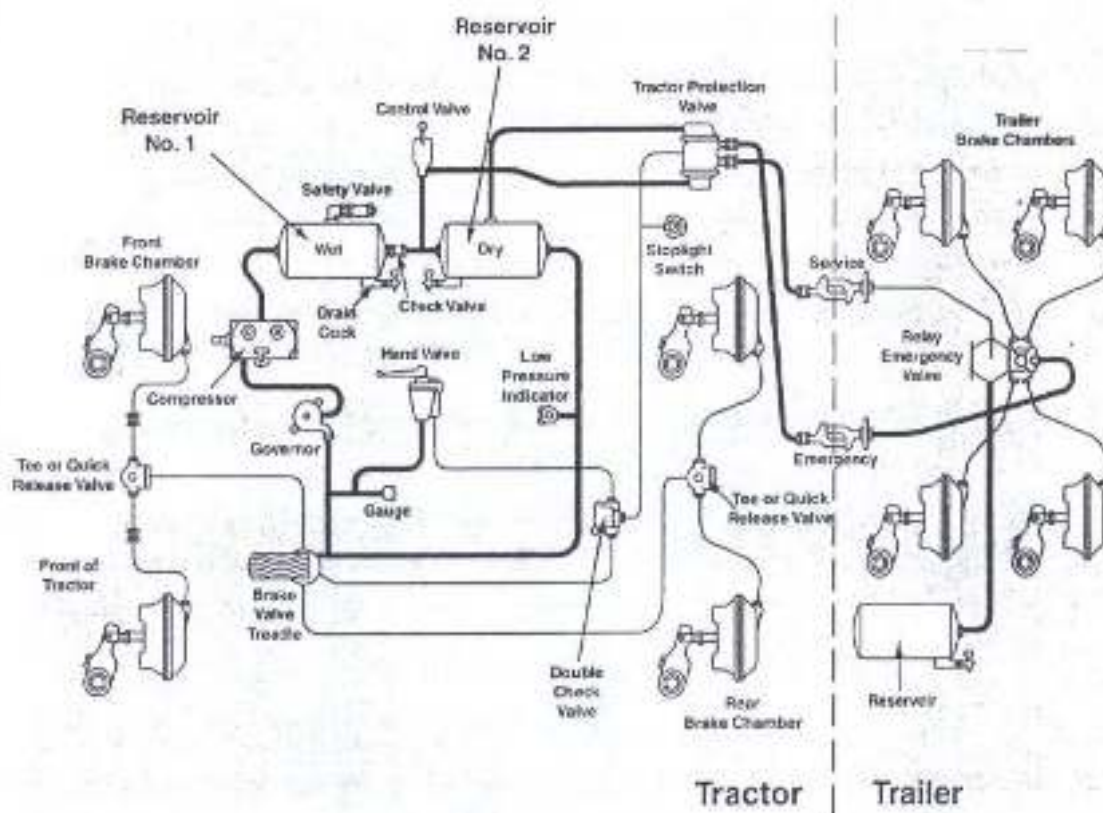 Reservoir
No. 2
Tractor Protection
Valve
Control Valve
Reservoir
No. 1
Trailer
Brake Chambers
Safety Valve
Wet
Dry
Stoplight
Switch
Front
Brake Chamber
Service
Drain
Cock
Check Valve
Hand Valve
Low
Pressure
Indicator
Relay
Emergency
Valve
Compressor
Governor
Emergency
Tee or Quick
Release Valve
Gauge
Tee or Quick
Release Valve
Front of
Tractor
Brake
Valve
Treadle
Double
Check
Valve
Rear
Brake Chamber
Reservoir
Tractor
Trailer